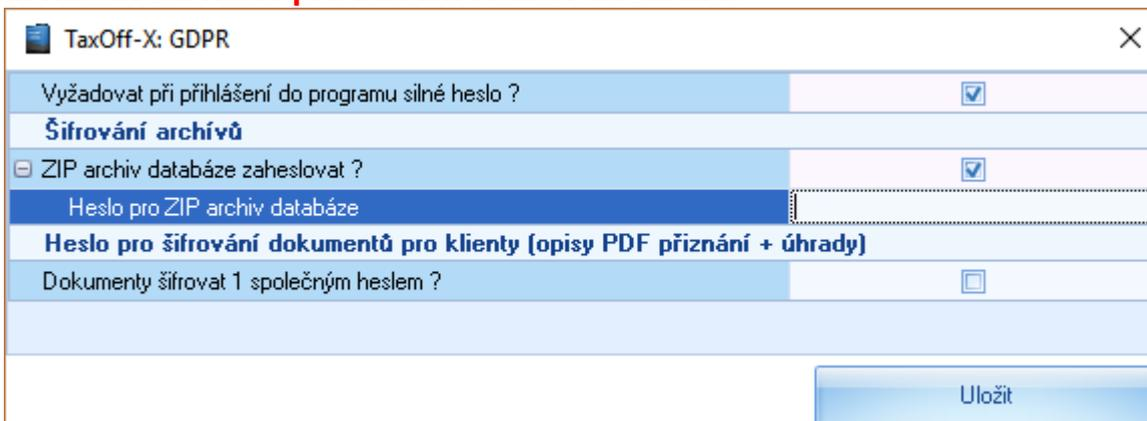 TaxOff-X: GDPR
Vyžadovat při přihlášení do programu silné heslo ?
Šifrování archívů
ZIP archiv databáze zaheslovat ?
Heslo pro ZIP archiv databáze
Heslo pro šifrování dokumentů pro klienty (opisy PDF přiznání + úhrady)
Dokumenty šifrovat 1 společným heslem ?
Uložit